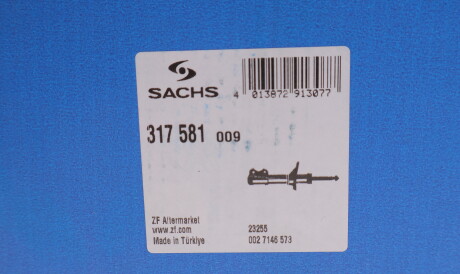 SACHS
4 013872 913077
317 581 009
ZF Aftermarket
www.zf.com
Made in Türkiye
23255
002 7146 573